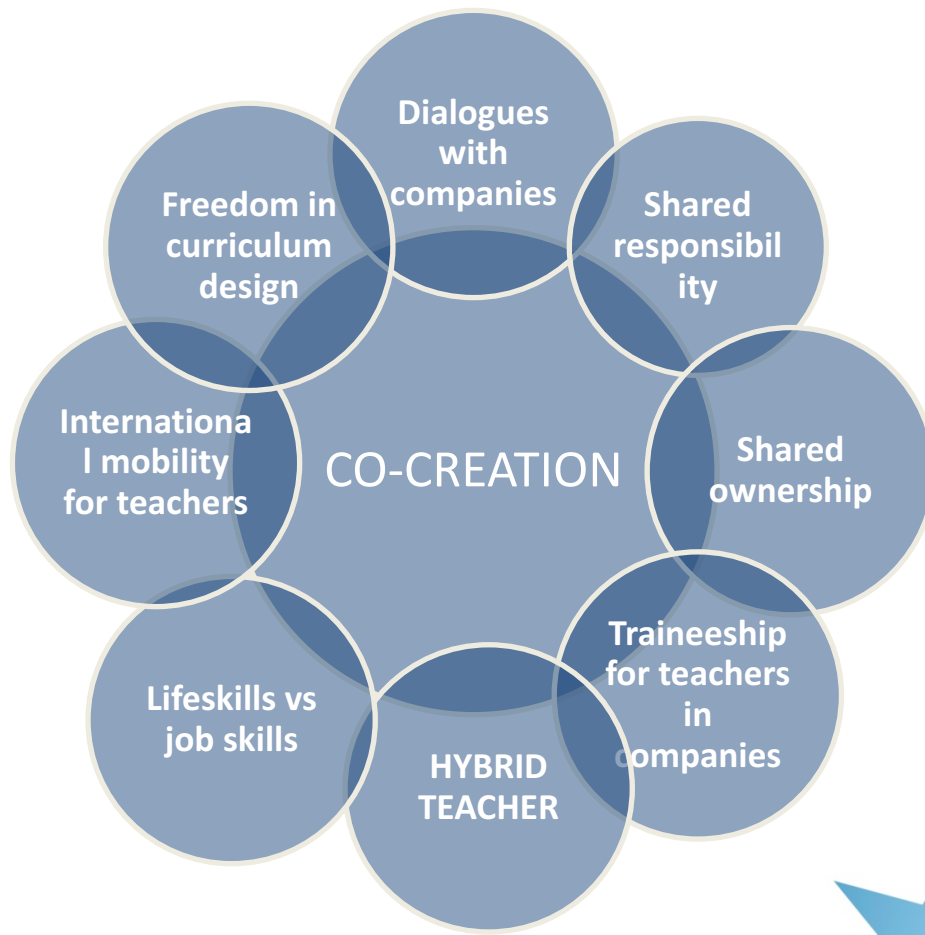 Dialogues
with
companies
Shared
responsibil
ity
Shared
ownership
Traineeship
for teachers
in
companies
HYBRID
TEACHER
Lifeskills vs
job skills
Internationa
l mobility
for teachers
Freedom in
curriculum
design
CO-CREATION